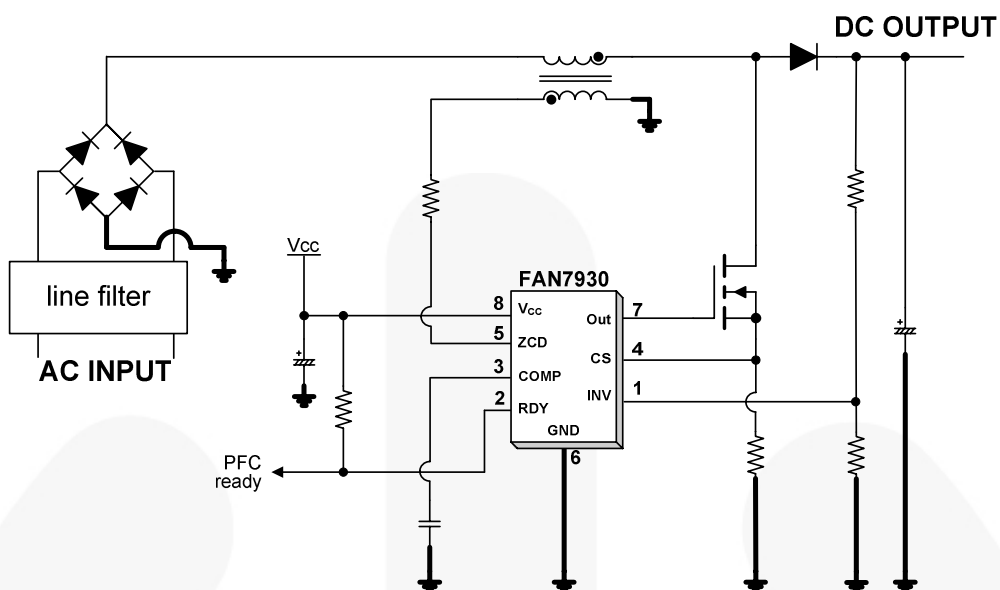 DC OUTPUT
Vcc
line filter
AC INPUT
FAN7930
8 Vcc
5 ZCD
3 COMP
2 RDY
Out 7
CS 4
INV 1
GND
6
PFC
ready
+
+